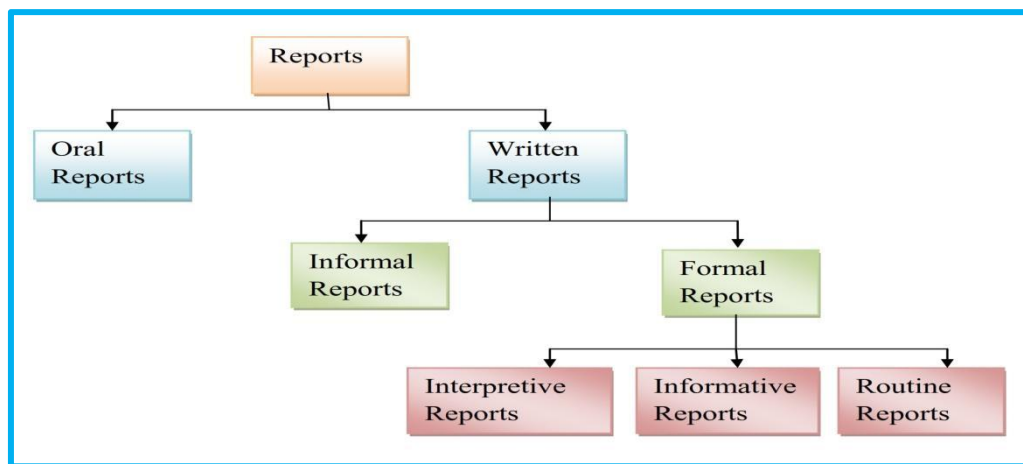 Reports
Oral
Reports
Written
Reports
Informal
Reports
Formal
Reports
Interpretive
Reports
Informative
Reports
Routine
Reports